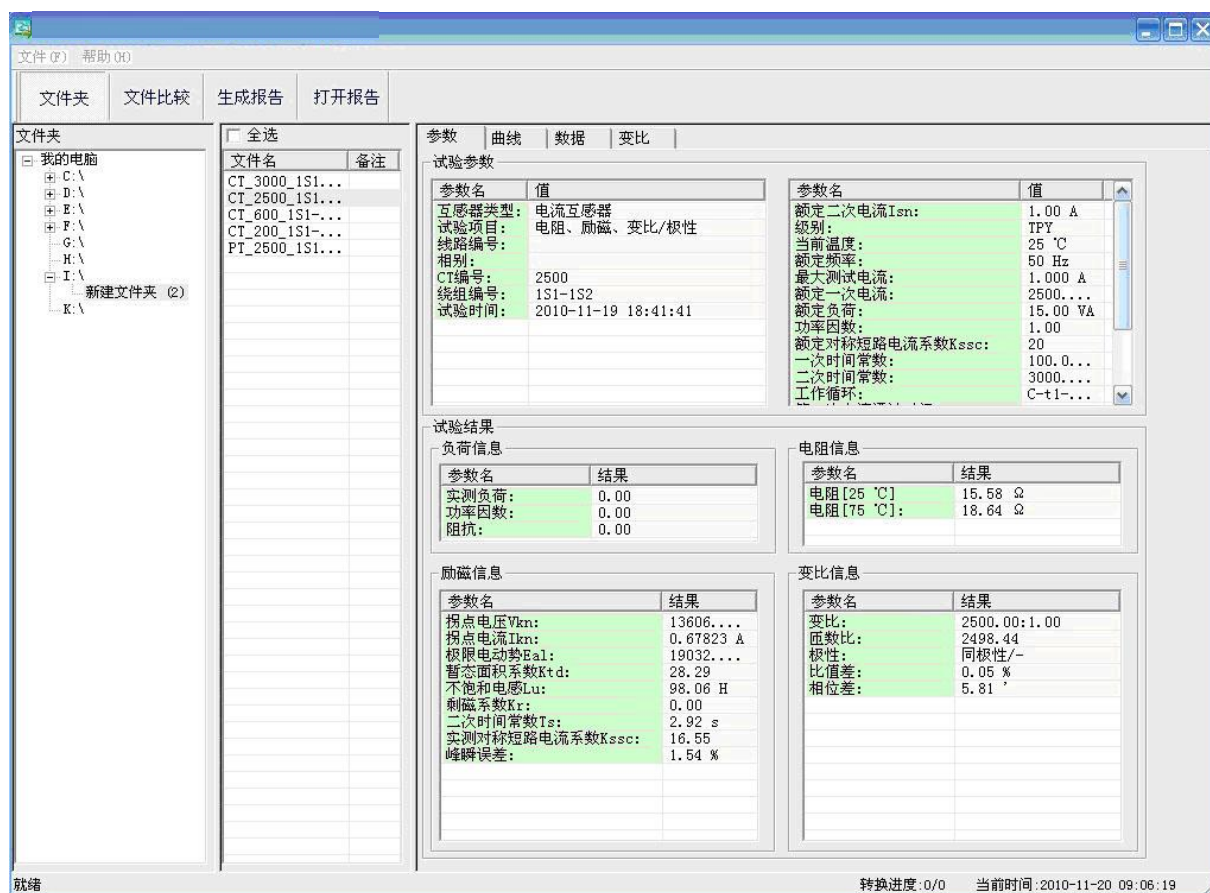 文件(F) 帮助(H)
文件夹 文件比较 生成报告 打开报告
文件夹
我的电脑
C:\
D:\
E:\
F:\
G:\
H:\
I:\
新建文件夹 (2)
K:\
全选
文件名 备注
CT_3000_1S1...
CT_2500_1S1...
CT_600_1S1-...
CT_200_1S1-...
PT_2500_1S1...
参数 曲线 数据 变比
试验参数
参数名 值
互感器类型: 电流互感器
试验项目: 电阻、励磁、变比/极性
线路编号:
相别:
CT编号: 2500
绕组编号: 1S1-1S2
试验时间: 2010-11-19 18:41:41
参数名 值
额定二次电流Isn: 1.00 A
级别: TPY
当前温度: 25 ℃
额定频率: 50 Hz
最大测试电流: 1.000 A
额定一次电流: 2500....
额定负荷: 15.00 VA
功率因数: 1.00
额定对称短路电流系数Kssc: 20
一次时间常数: 100.0...
二次时间常数: 3000....
工作循环: C-t1-...
试验结果
负荷信息
参数名 结果
实测负荷: 0.00
功率因数: 0.00
阻抗: 0.00
电阻信息
参数名 结果
电阻[25 ℃] 15.58 Ω
电阻[75 ℃]: 18.64 Ω
励磁信息
参数名 结果
拐点电压Vkn: 13606....
拐点电流Ikn: 0.67823 A
极限电动势Eal: 19032....
暂态面积系数Ktd: 28.29
不饱和电感Lu: 98.06 H
剩磁系数Kr: 0.00
二次时间常数Ts: 2.92 s
实测对称短路电流系数Kssc: 16.55
峰瞬误差: 1.54 %
变比信息
参数名 结果
变比: 2500.00:1.00
匝数比: 2498.44
极性: 同极性/-
比值差: 0.05 %
相位差: 5.81 '
就绪 转换进度:0/0 当前时间:2010-11-20 09:06:19